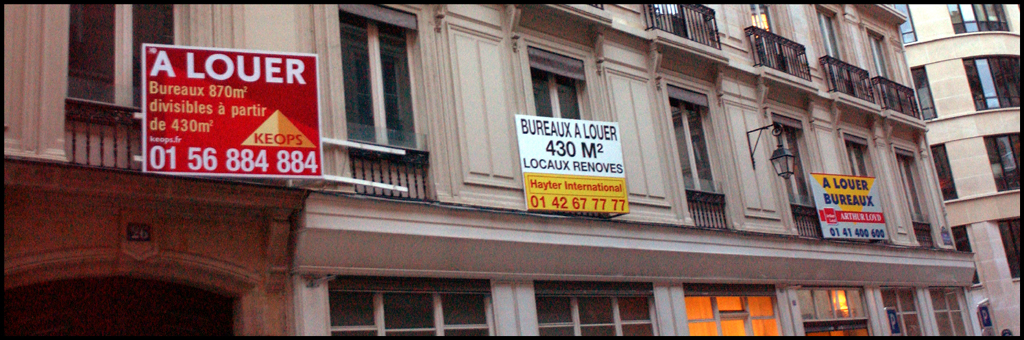 A LOUER
Bureaux 870m²
divisibles à partir
de 430m²
KEOPS
keops.fr
01 56 884 884
BUREAUX A LOUER
430 M²
LOCAUX RENOVES
Hayter International
01 42 67 77 77
A LOUER
BUREAUX
ARTHUR LOYD
01 41 400 600
26
P
P